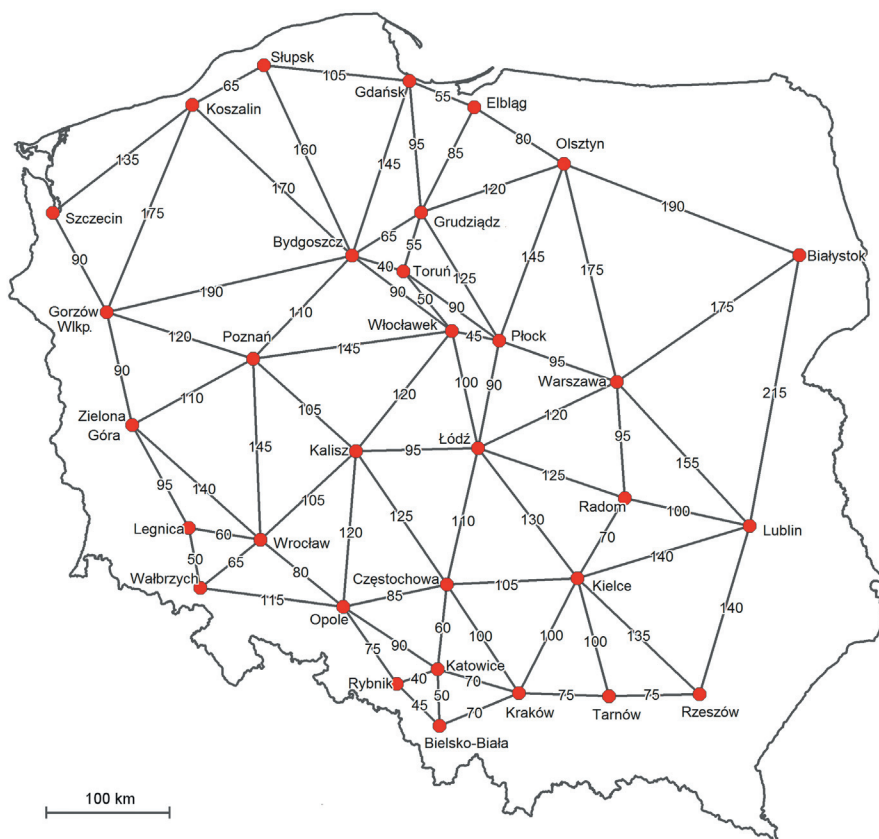 Słupsk
65
105
Gdańsk
55
Elbląg
Koszalin
80
135
160
145
95
85
Olsztyn
175
170
120
190
Szczecin
65
Grudziądz
Bydgoszcz
55
90
40
Toruń
125
145
Białystok
190
90
50
90
175
175
Gorzów
Wlkp.
110
120
Poznań
Włocławek
45
Płock
145
95
90
100
90
Warszawa
215
110
120
120
Zielona
Góra
105
95
145
Kalisz
95
Łódź
155
95
140
105
125
Radom
100
Legnica
60
Wrocław
120
125
110
130
70
Lublin
50
65
80
140
Wałbrzych
Częstochowa
105
Kielce
115
85
Opole
60
100
100
100
135
140
75
90
Katowice
Rybnik
40
70
50
45
70
75
75
Kraków
Tarnów
Rzeszów
Bielsko-Biała
100 km